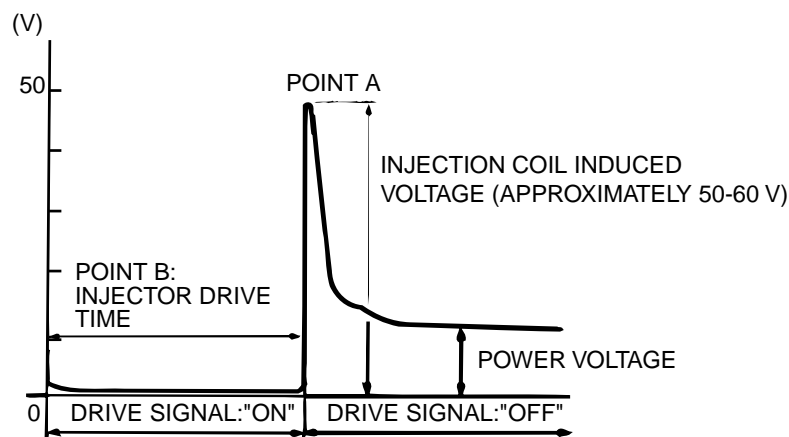 (V)
50
POINT A
INJECTION COIL INDUCED
VOLTAGE (APPROXIMATELY 50-60 V)
POINT B:
INJECTOR DRIVE
TIME
POWER VOLTAGE
0
DRIVE SIGNAL:"ON"
DRIVE SIGNAL:"OFF"